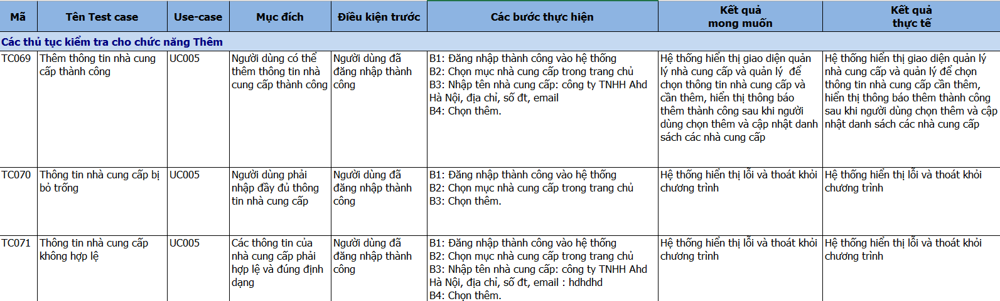 Mã
Tên Test case
Use-case
Mục đích
Điều kiện trước
Các bước thực hiện
Kết quả
mong muốn
Kết quả
thực tế
Các thủ tục kiểm tra cho chức năng Thêm
TC069
Thêm thông tin nhà cung
cấp thành công
UC005
Người dùng có thể
thêm thông tin nhà
cung cấp thành công
Người dùng đã
đăng nhập thành
công
B1: Đăng nhập thành công vào hệ thống
B2: Chọn mục nhà cung cấp trong trang chủ
B3: Nhập tên nhà cung cấp: công ty TNHH Ahd
Hà Nội, địa chỉ, số đt, email
B4: Chọn thêm.
Hệ thống hiển thị giao diện quản
lý nhà cung cấp và quản lý  để
chọn thông tin nhà cung cấp và
cần thêm, hiển thị thông báo
thêm thành công sau khi người
dùng chọn thêm và cập nhật danh
sách các nhà cung cấp
Hệ thống hiển thị giao diện quản lý
nhà cung cấp và quản lý để chọn
thông tin nhà cung cấp cần thêm,
hiển thị thông báo thêm thành công
sau khi người dùng chọn thêm và cập
nhật danh sách các nhà cung cấp
TC070
Thông tin nhà cung cấp bị
bỏ trống
UC005
Người dùng phải
nhập đầy đủ thông
tin nhà cung cấp
Người dùng đã
đăng nhập thành
công
B1: Đăng nhập thành công vào hệ thống
B2: Chọn mục nhà cung cấp trong trang chủ
B3: Chọn thêm.
Hệ thống hiển thị lỗi và thoát khỏi
chương trình
Hệ thống hiển thị lỗi và thoát khỏi
chương trình
TC071
Thông tin nhà cung cấp
không hợp lệ
UC005
Các thông tin của
nhà cung cấp phải
hợp lệ và đúng định
dạng
Người dùng đã
đăng nhập thành
công
B1: Đăng nhập thành công vào hệ thống
B2: Chọn mục nhà cung cấp trong trang chủ
B3: Nhập tên nhà cung cấp: công ty TNHH Ahd
Hà Nội, địa chỉ, số đt, email : hdhdhd
B4: Chọn thêm.
Hệ thống hiển thị lỗi và thoát khỏi
chương trình
Hệ thống hiển thị lỗi và thoát khỏi
chương trình